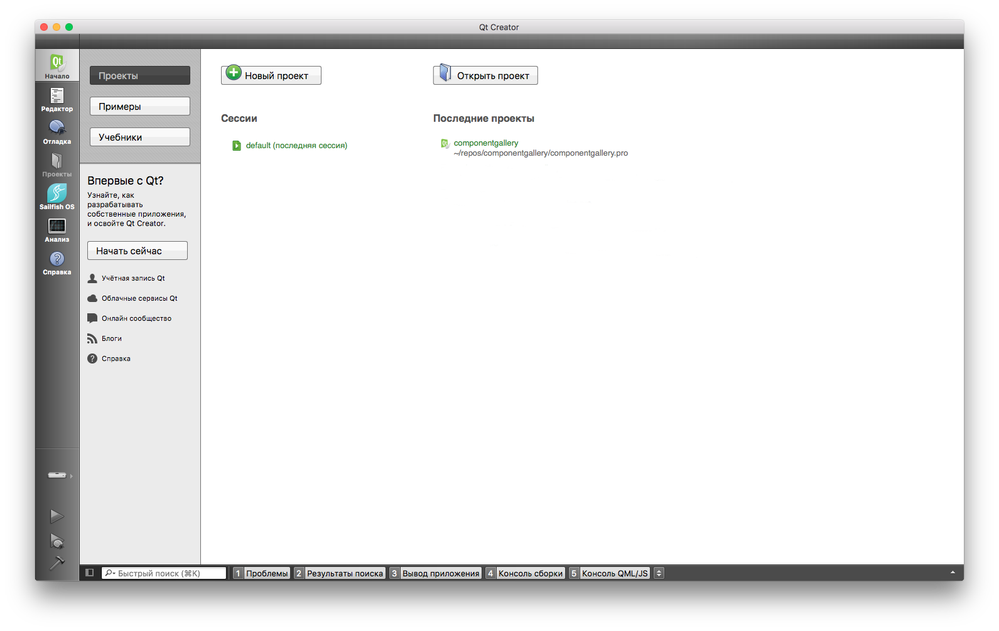 Qt Creator
Qt
Начало
Редактор
Отладка
Проекты
Sailfish OS
Анализ
Справка
Проекты
Примеры
Учебники
Впервые с Qt?
Узнайте, как
разрабатывать
собственные приложения,
и освойте Qt Creator.
Начать сейчас
Учётная запись Qt
Облачные сервисы Qt
Онлайн сообщество
Блоги
Справка
Новый проект
Открыть проект
Сессии
default (последняя сессия)
Последние проекты
componentgallery
~/repos/componentgallery/componentgallery.pro
Быстрый поиск (⌘K)
1 Проблемы
2 Результаты поиска
3 Вывод приложения
4 Консоль сборки
5 Консоль QML/JS